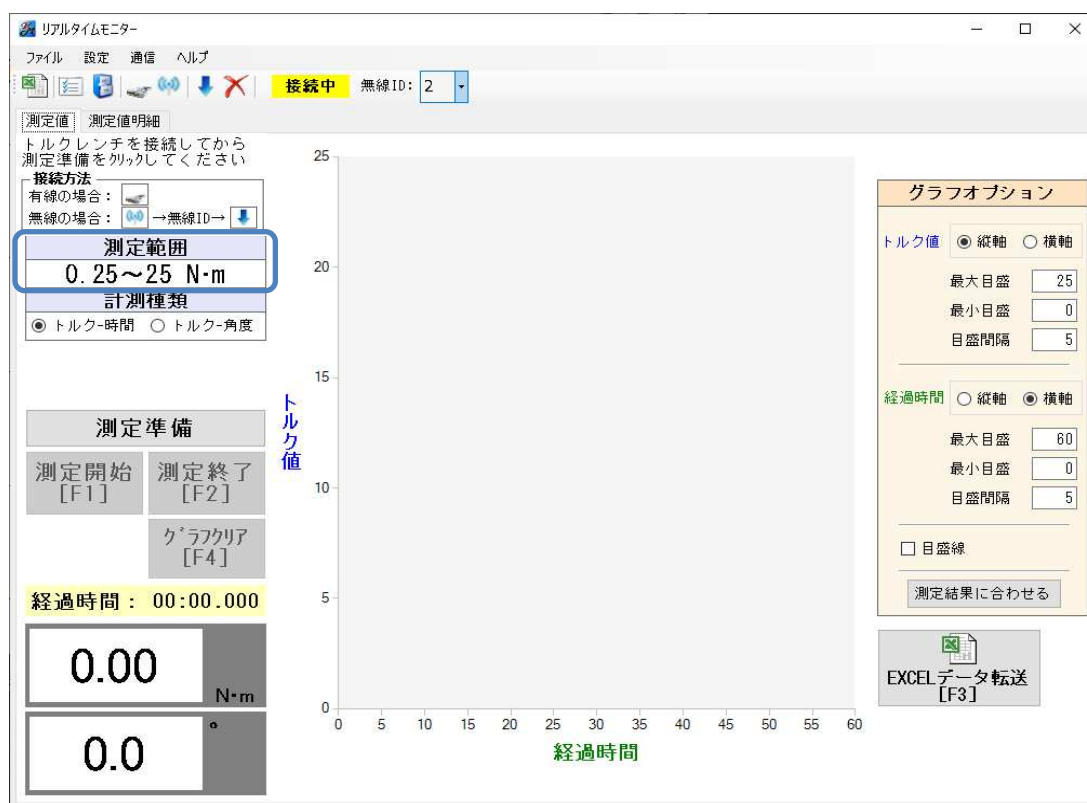 リアルタイムモニター
ファイル 設定 通信 ヘルプ
接続中 無線ID: 2
測定値 測定値明細
トルクレンチを接続してから
測定準備をクリックしてください
接続方法
有線の場合：
無線の場合： →無線ID→
測定範囲
0.25～25 N・m
計測種類
トルク-時間 トルク-角度
測定準備
測定開始
[F1]
測定終了
[F2]
グラフクリア
[F4]
経過時間： 00:00.000
0.00
N・m
°
0.0
トルク値
25
20
15
10
5
0
0 5 10 15 20 25 30 35 40 45 50 55 60
経過時間
グラフオプション
トルク値 縦軸 横軸
最大目盛 25
最小目盛 0
目盛間隔 5
経過時間 縦軸 横軸
最大目盛 60
最小目盛 0
目盛間隔 5
目盛線
測定結果に合わせる
EXCELデータ転送
[F3]